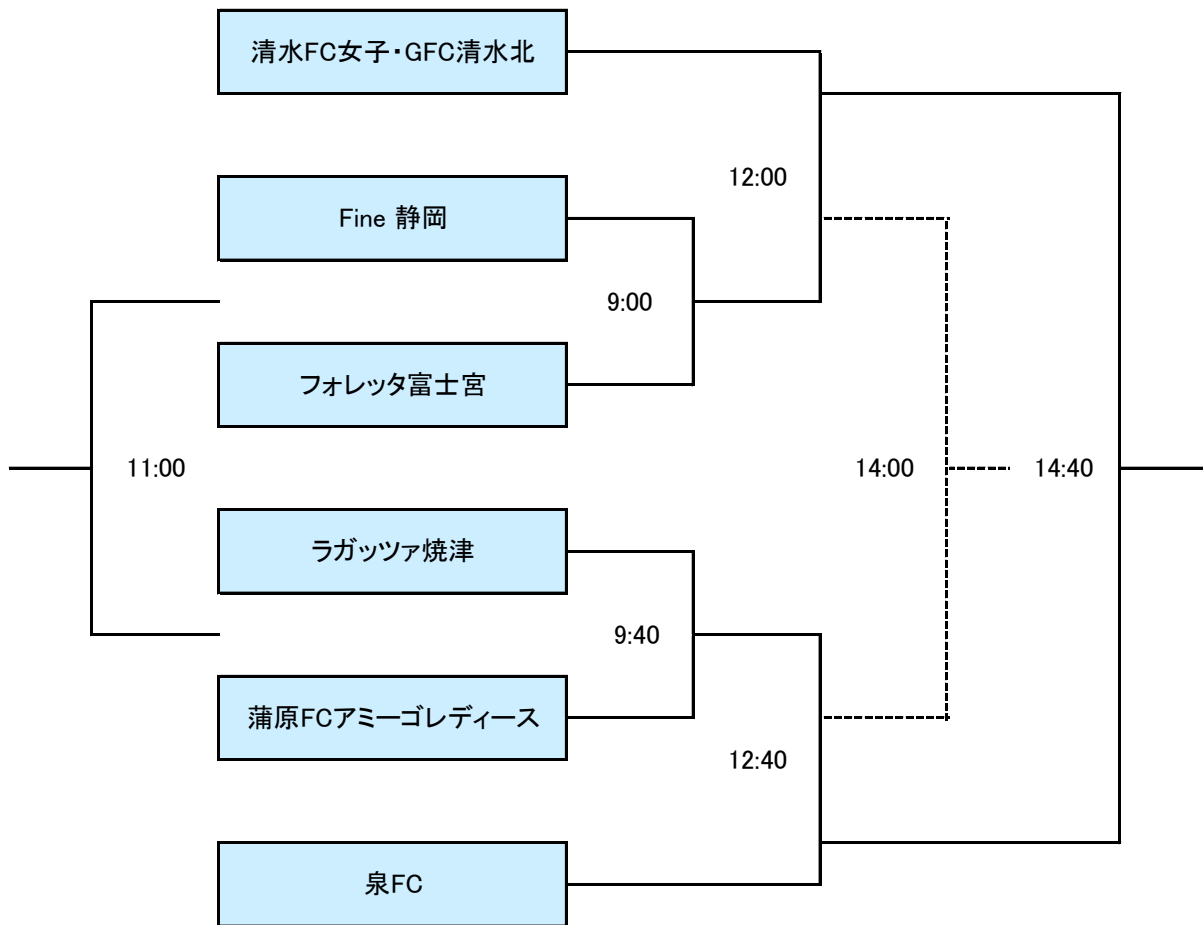 清水FC女子・GFC清水北
12:00
Fine 静岡
9:00
フォレッタ富士宮
11:00
14:00
14:40
ラガッツァ焼津
9:40
蒲原FCアミーゴレディース
12:40
泉FC